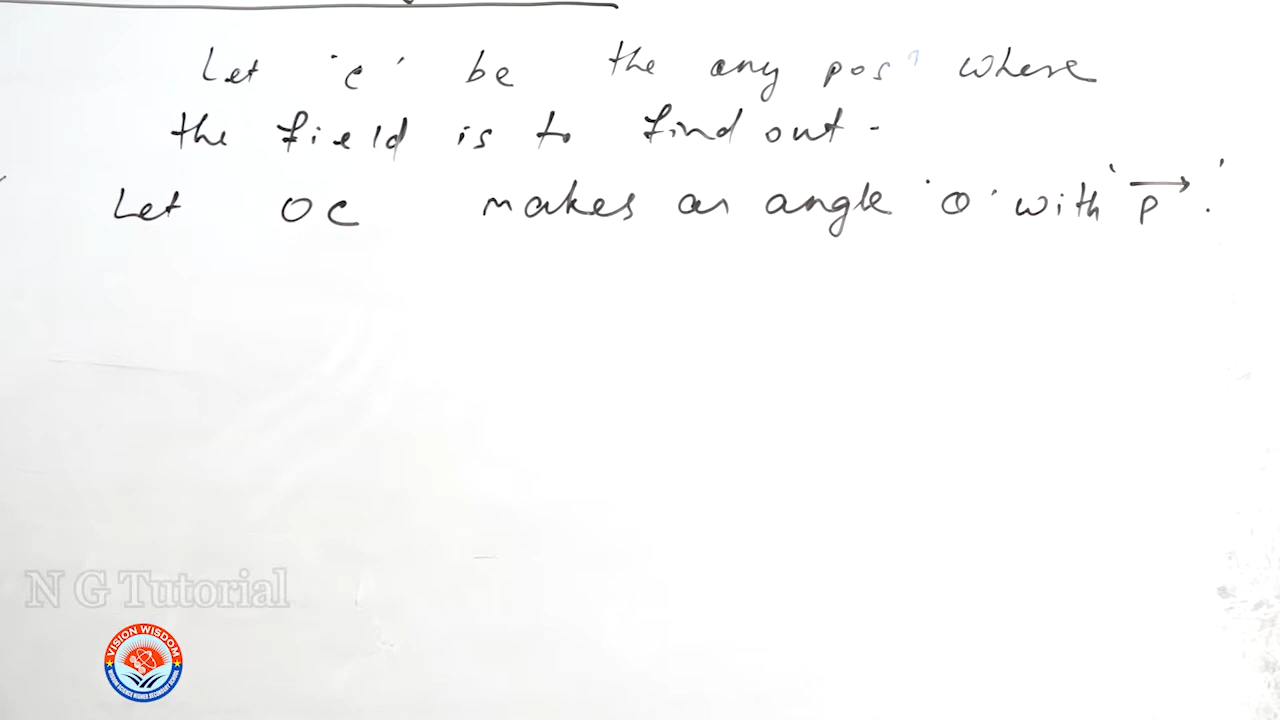 Let 'c' be the any posⁿ where
the field is to find out.
Let OC makes an angle 'θ' with '\vec{P}'.
N G Tutorial
VISION WISDOM